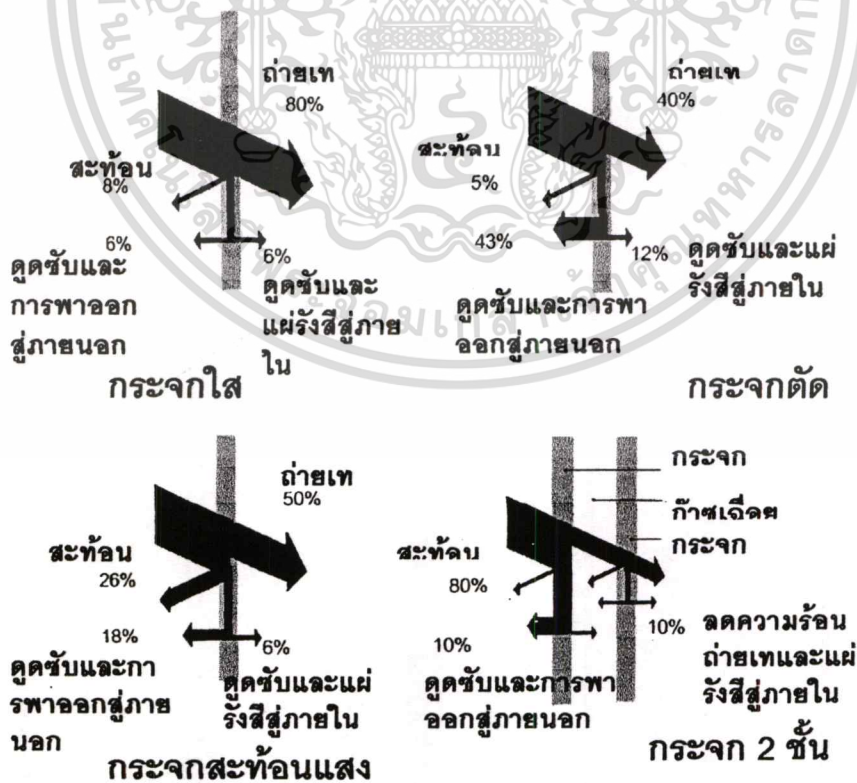 ถ่ายเท
80%
สะท้อน
8%
6%
6%
ดูดซับและ
การพาออก
สู่ภายนอก
ดูดซับและ
แผ่รังสีสู่ภาย
ใน
กระจกใส
ถ่ายเท
40%
สะท้อน
5%
43%
12%
ดูดซับและแผ่
รังสีสู่ภายใน
ดูดซับและการพา
ออกสู่ภายนอก
กระจกตัด
ถ่ายเท
50%
สะท้อน
26%
18%
6%
ดูดซับและกา
รพาออกสู่ภาย
นอก
ดูดซับและแผ่
รังสีสู่ภายใน
กระจกสะท้อนแสง
กระจก
ก๊าซเฉื่อย
กระจก
สะท้อน
80%
10%
10%
ลดความร้อน
ถ่ายเทและแผ่
รังสีสู่ภายใน
ดูดซับและการพา
ออกสู่ภายนอก
กระจก 2 ชั้น